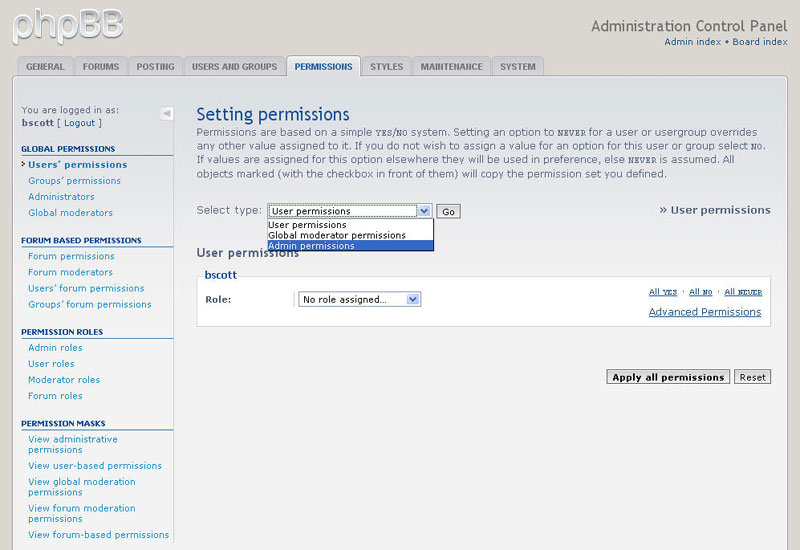 phpBB
Administration Control Panel
Admin index • Board index
GENERAL
FORUMS
POSTING
USERS AND GROUPS
PERMISSIONS
STYLES
MAINTENANCE
SYSTEM
You are logged in as:
bscott [ Logout ]
GLOBAL PERMISSIONS
Users' permissions
Groups' permissions
Administrators
Global moderators
FORUM BASED PERMISSIONS
Forum permissions
Forum moderators
Users' forum permissions
Groups' forum permissions
PERMISSION ROLES
Admin roles
User roles
Moderator roles
Forum roles
PERMISSION MASKS
View administrative
permissions
View user-based permissions
View global moderation
permissions
View forum moderation
permissions
View forum-based permissions
Setting permissions
Permissions are based on a simple YES/NO system. Setting an option to NEVER for a user or usergroup overrides
any other value assigned to it. If you do not wish to assign a value for an option for this user or group select NO.
If values are assigned for this option elsewhere they will be used in preference, else NEVER is assumed. All
objects marked (with the checkbox in front of them) will copy the permission set you defined.
Select type: User permissions Go
» User permissions
User permissions
Global moderator permissions
Admin permissions
User permissions
bscott
Role: No role assigned...
All YES · All NO · All NEVER
Advanced Permissions
Apply all permissions Reset